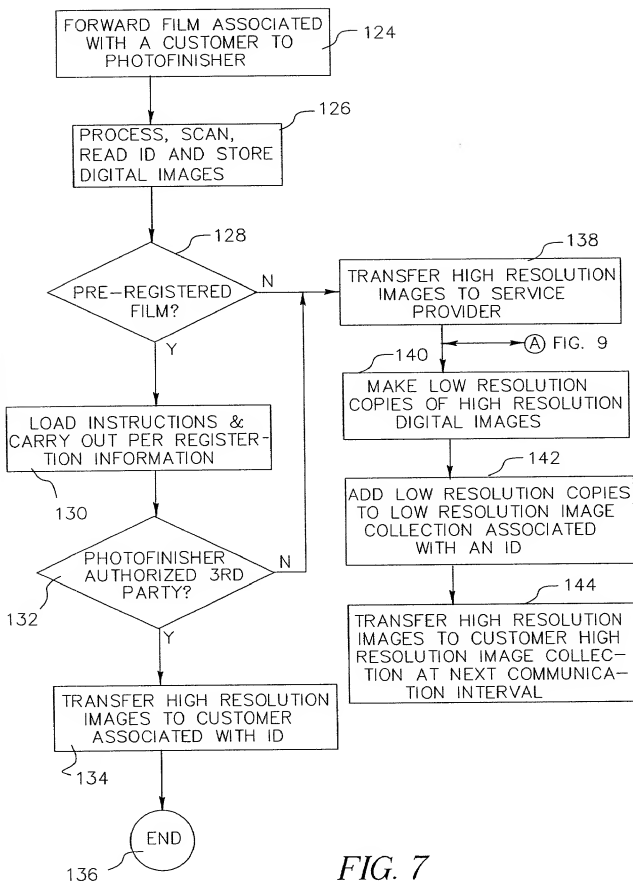 FORWARD FILM ASSOCIATED
WITH A CUSTOMER TO
PHOTOFINISHER
124
126
PROCESS, SCAN,
READ ID AND STORE
DIGITAL IMAGES
128
PRE-REGISTERED
FILM?
N
Y
LOAD INSTRUCTIONS &
CARRY OUT PER REGISTER-
TION INFORMATION
130
PHOTOFINISHER
AUTHORIZED 3RD
PARTY?
N
132
Y
TRANSFER HIGH RESOLUTION
IMAGES TO CUSTOMER
ASSOCIATED WITH ID
134
END
136
138
TRANSFER HIGH RESOLUTION
IMAGES TO SERVICE
PROVIDER
A FIG. 9
140
MAKE LOW RESOLUTION
COPIES OF HIGH RESOLUTION
DIGITAL IMAGES
142
ADD LOW RESOLUTION COPIES
TO LOW RESOLUTION IMAGE
COLLECTION ASSOCIATED
WITH AN ID
144
TRANSFER HIGH RESOLUTION
IMAGES TO CUSTOMER HIGH
RESOLUTION IMAGE COLLEC-
TION AT NEXT COMMUNICA-
TION INTERVAL
FIG. 7